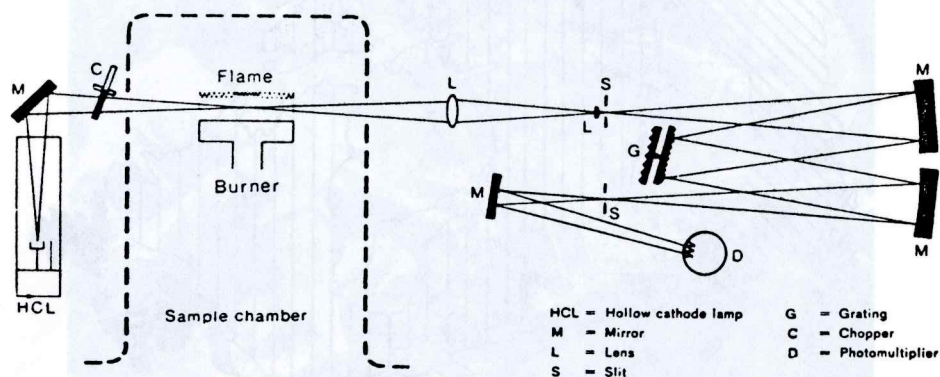 C
M
Flame
L
S
M
L
G
Burner
M
S
D
M
HCL
Sample chamber
HCL = Hollow cathode lamp
M = Mirror
L = Lens
S = Slit
G = Grating
C = Chopper
D = Photomultiplier